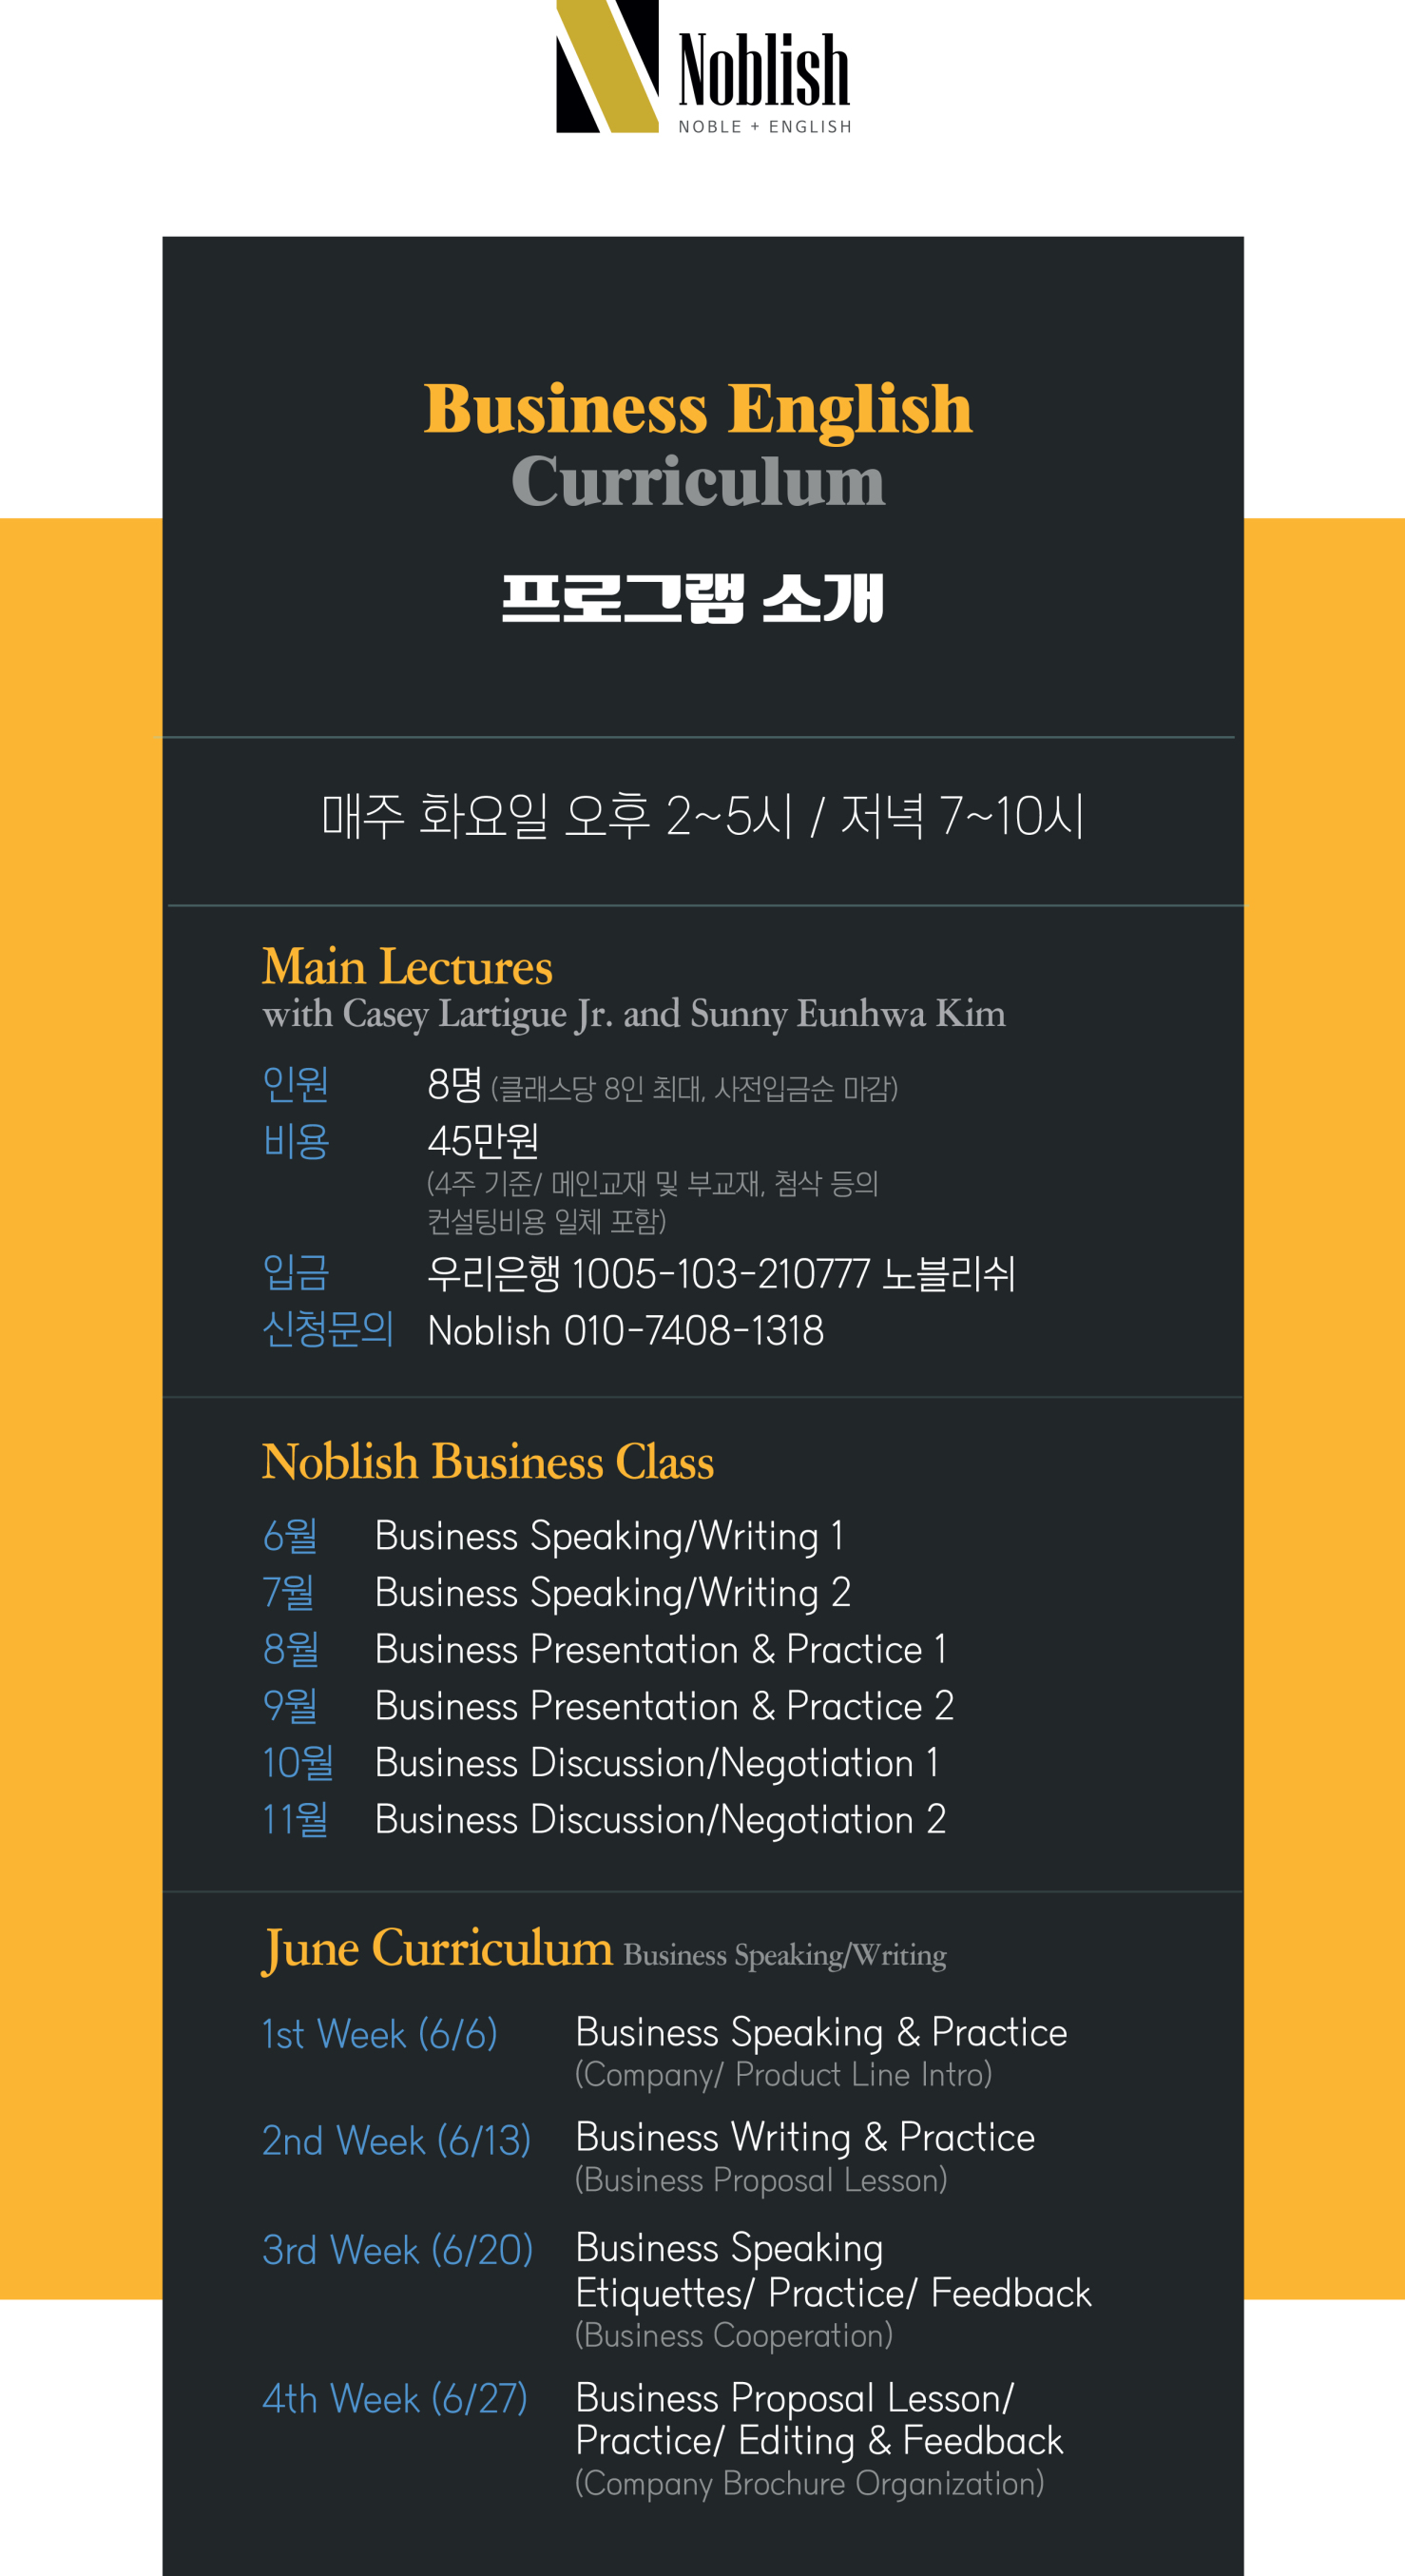 Noblish
NOBLE + ENGLISH
Business English
Curriculum
프로그램 소개
매주 화요일 오후 2~5시 / 저녁 7~10시
Main Lectures
with Casey Lartigue Jr. and Sunny Eunhwa Kim
인원 8명 (클래스당 8인 최대, 사전입금순 마감)
비용 45만원
(4주 기준/ 메인교재 및 부교재, 첨삭 등의
컨설팅비용 일체 포함)
입금 우리은행 1005-103-210777 노블리쉬
신청문의 Noblish 010-7408-1318
Noblish Business Class
6월 Business Speaking/Writing 1
7월 Business Speaking/Writing 2
8월 Business Presentation & Practice 1
9월 Business Presentation & Practice 2
10월 Business Discussion/Negotiation 1
11월 Business Discussion/Negotiation 2
June Curriculum Business Speaking/Writing
1st Week (6/6) Business Speaking & Practice
(Company/ Product Line Intro)
2nd Week (6/13) Business Writing & Practice
(Business Proposal Lesson)
3rd Week (6/20) Business Speaking
Etiquettes/ Practice/ Feedback
(Business Cooperation)
4th Week (6/27) Business Proposal Lesson/
Practice/ Editing & Feedback
(Company Brochure Organization)